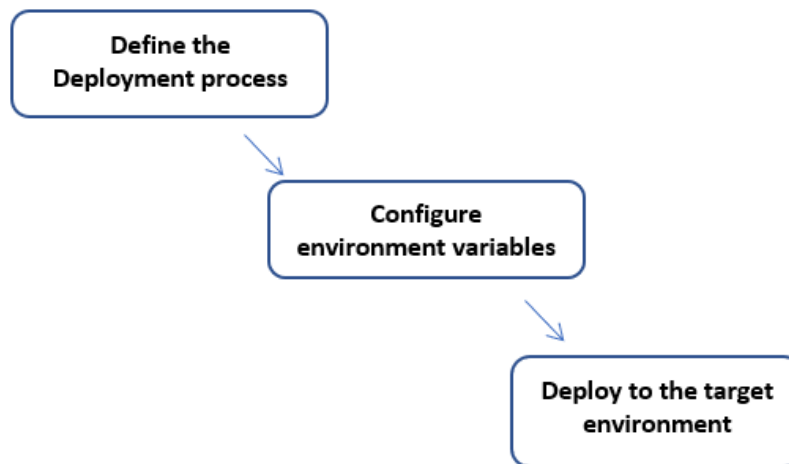 Define the
Deployment process
Configure
environment variables
Deploy to the target
environment